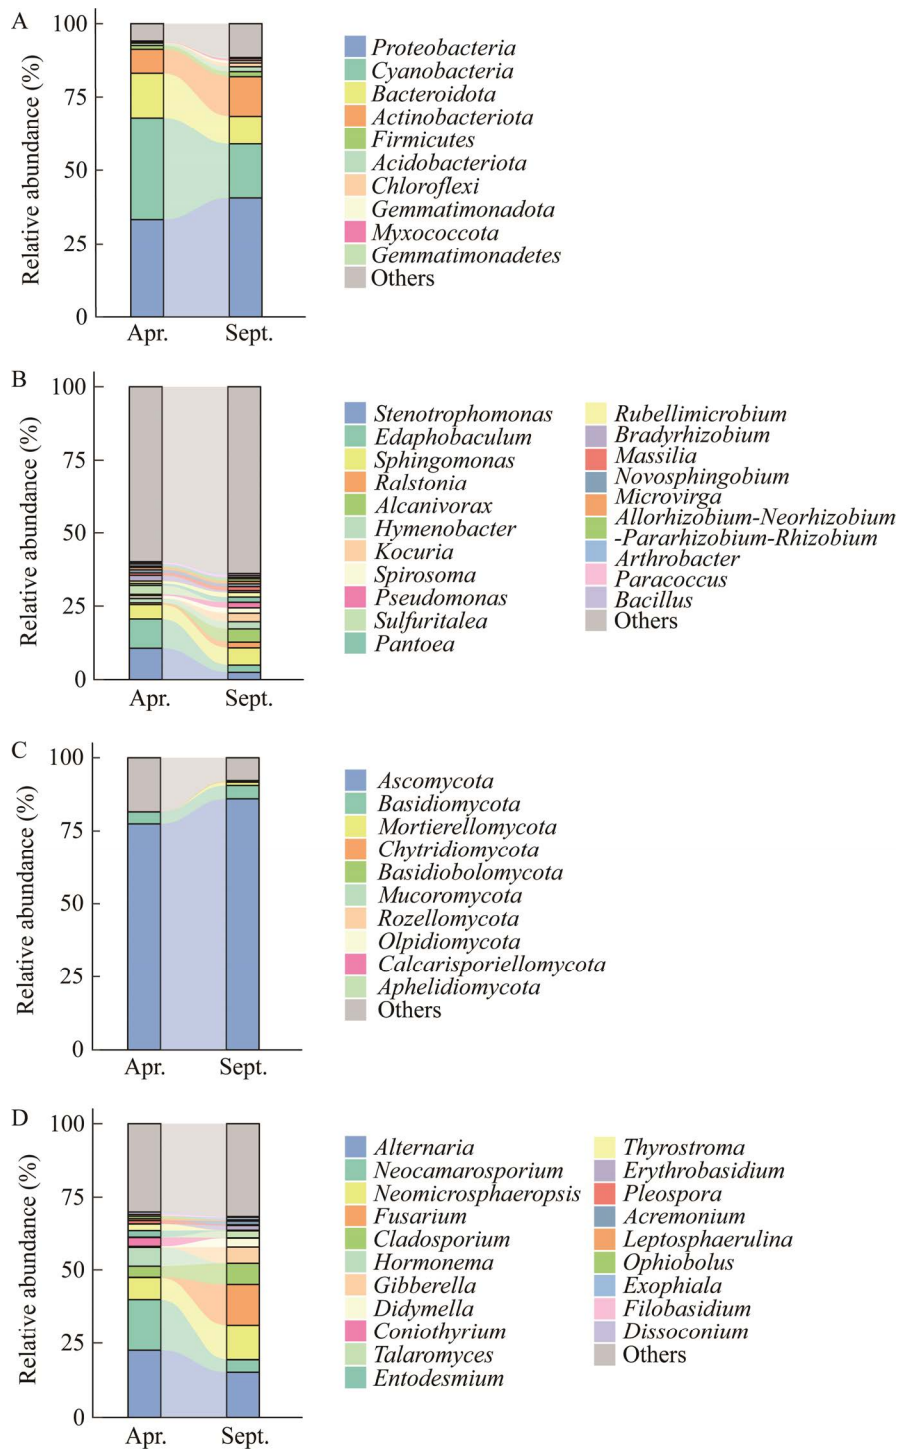 A
Relative abundance (%)
100
75
50
25
0
Apr.
Sept.
Proteobacteria
Cyanobacteria
Bacteroidota
Actinobacteriota
Firmicutes
Acidobacteriota
Chloroflexi
Gemmatimonadota
Myxococcota
Gemmatimonadetes
Others
B
Relative abundance (%)
100
75
50
25
0
Apr.
Sept.
Stenotrophomonas
Edaphobaculum
Sphingomonas
Ralstonia
Alcanivorax
Hymenobacter
Kocuria
Spirosoma
Pseudomonas
Sulfuritalea
Pantoea
Rubellimicrobium
Bradyrhizobium
Massilia
Novosphingobium
Microvirga
Allorhizobium-Neorhizobium
-Pararhizobium-Rhizobium
Arthrobacter
Paracoccus
Bacillus
Others
C
Relative abundance (%)
100
75
50
25
0
Apr.
Sept.
Ascomycota
Basidiomycota
Mortierellomycota
Chytridiomycota
Basidiobolomycota
Mucoromycota
Rozellomycota
Olpidiomycota
Calcarisporiellomycota
Aphelidiomycota
Others
D
Relative abundance (%)
100
75
50
25
0
Apr.
Sept.
Alternaria
Neocamarosporium
Neomicrosphaeropsis
Fusarium
Cladosporium
Hormonema
Gibberella
Didymella
Coniothyrium
Talaromyces
Entodesmium
Thyrostroma
Erythrobasidium
Pleospora
Acremonium
Leptosphaerulina
Ophiobolus
Exophiala
Filobasidium
Dissoconium
Others